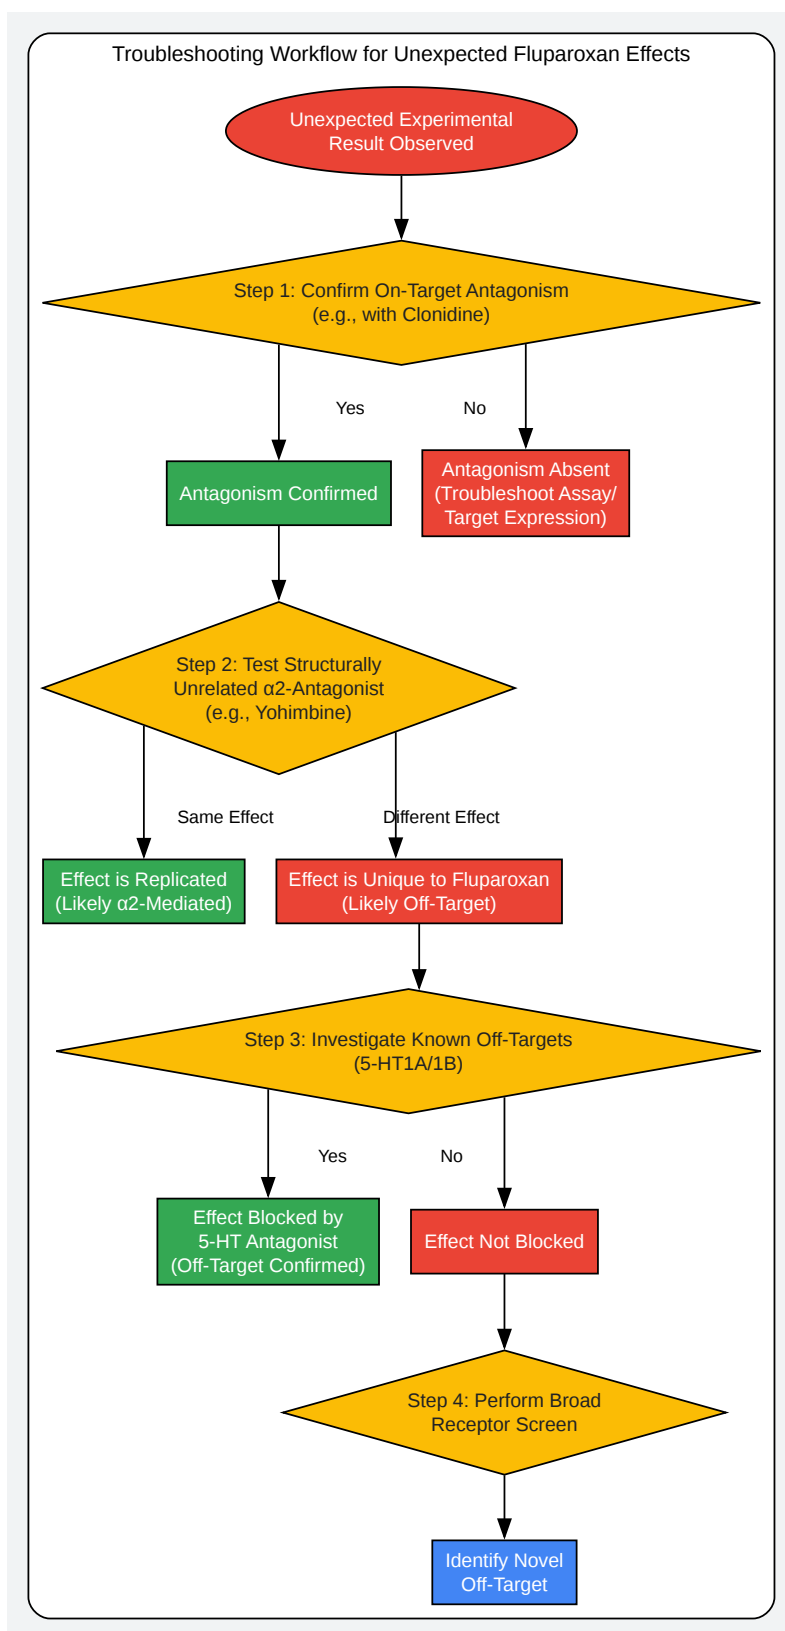 Troubleshooting Workflow for Unexpected Fluparoxan Effects
Unexpected Experimental
Result Observed
Step 1: Confirm On-Target Antagonism
(e.g., with Clonidine)
Yes
No
Antagonism Confirmed
Antagonism Absent
(Troubleshoot Assay/
Target Expression)
Step 2: Test Structurally
Unrelated α2-Antagonist
(e.g., Yohimbine)
Same Effect
Different Effect
Effect is Replicated
(Likely α2-Mediated)
Effect is Unique to Fluparoxan
(Likely Off-Target)
Step 3: Investigate Known Off-Targets
(5-HT1A/1B)
Yes
No
Effect Blocked by
5-HT Antagonist
(Off-Target Confirmed)
Effect Not Blocked
Step 4: Perform Broad
Receptor Screen
Identify Novel
Off-Target